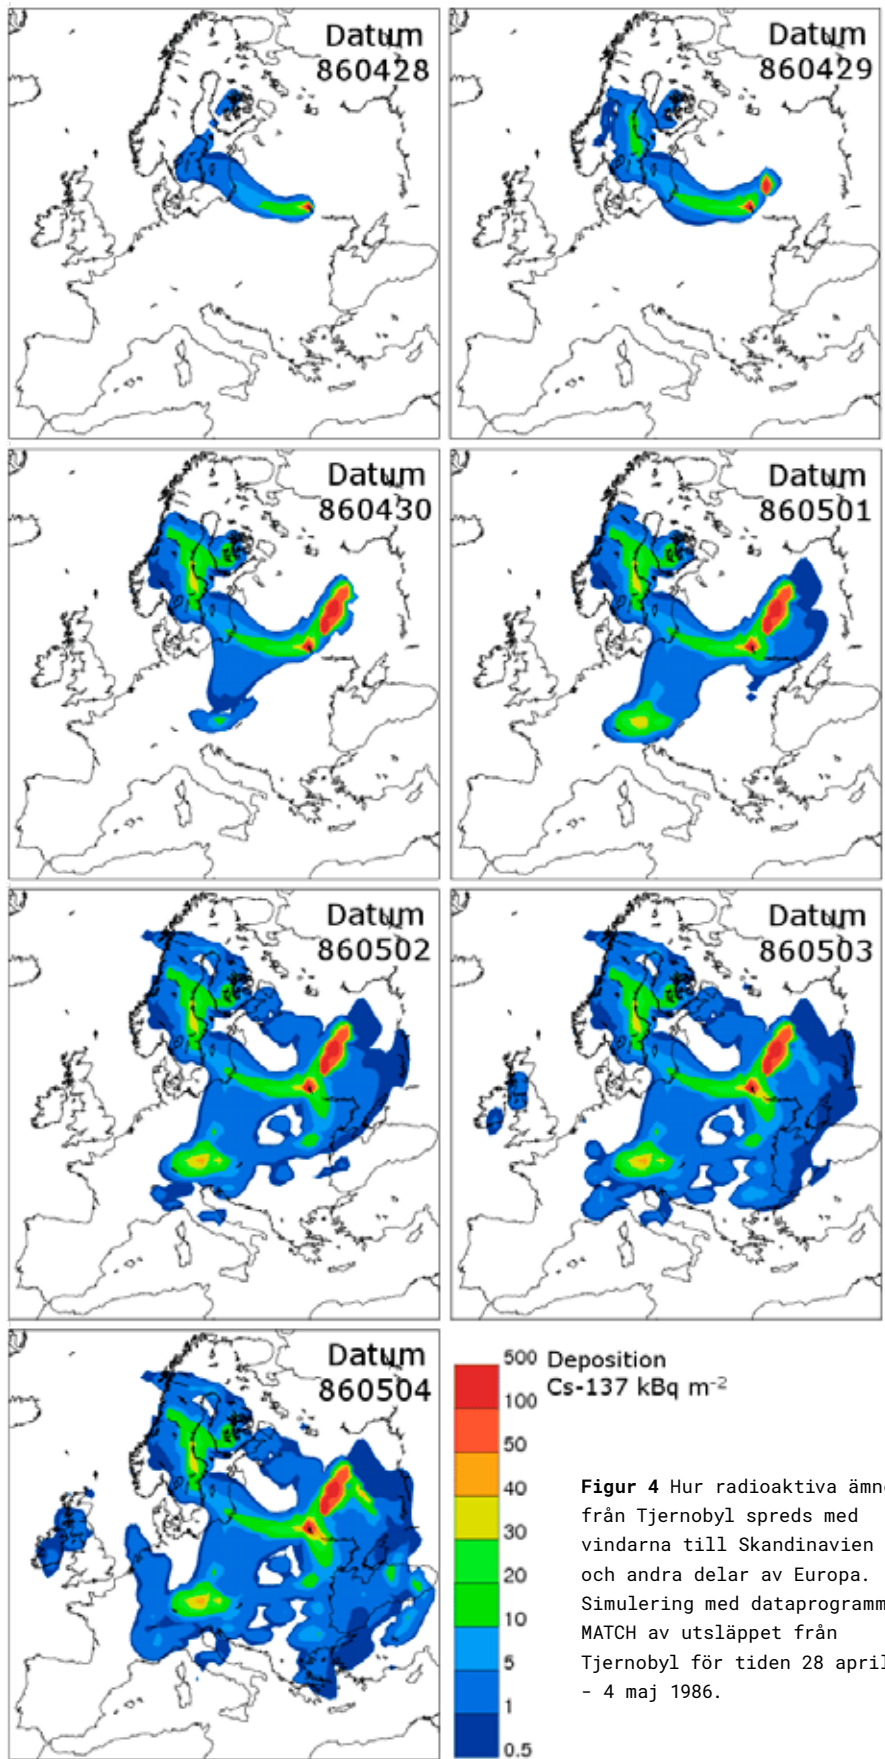 Datum
860428
Datum
860429
Datum
860430
Datum
860501
Datum
860502
Datum
860503
Datum
860504
500
100
50
40
30
20
10
5
1
0.5
Deposition
Cs-137 kBq m⁻²
Figur 4 Hur radioaktiva ämne
från Tjernobyl spreds med
vindarna till Skandinavien
och andra delar av Europa.
Simulering med dataprogramm
MATCH av utsläppet från
Tjernobyl för tiden 28 april
– 4 maj 1986.